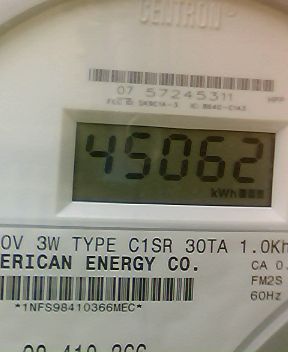 CENTRON
07 57245311
45062
kWh
0V 3W TYPE C1SR 30TA 1.0Kh
ERICAN ENERGY CO.
CA 0.
FM2S
60Hz
*1NFS98410366MEC*